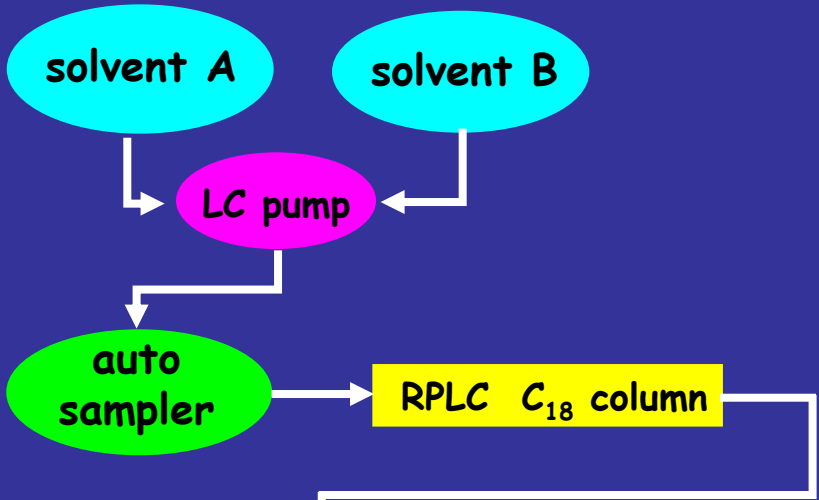 solvent A
solvent B
LC pump
auto
sampler
RPLC C₁₈ column